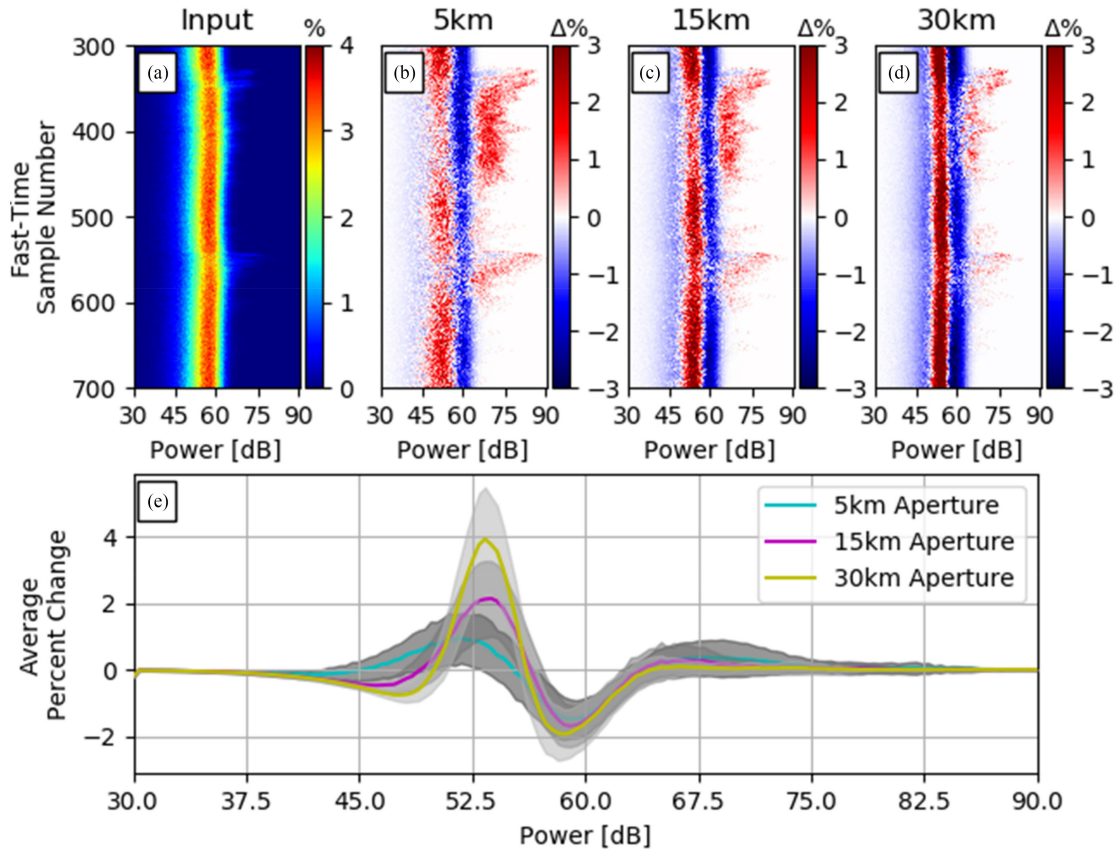 Input
%
5km
Δ%
15km
Δ%
30km
Δ%
(a)
(b)
(c)
(d)
300
400
500
600
700
Fast-Time
Sample Number
4
3
2
1
0
3
2
1
0
−1
−2
−3
3
2
1
0
−1
−2
−3
3
2
1
0
−1
−2
−3
30 45 60 75 90
30 45 60 75 90
30 45 60 75 90
30 45 60 75 90
Power [dB]
Power [dB]
Power [dB]
Power [dB]
(e)
5km Aperture
15km Aperture
30km Aperture
Average
Percent Change
4
2
0
−2
30.0 37.5 45.0 52.5 60.0 67.5 75.0 82.5 90.0
Power [dB]